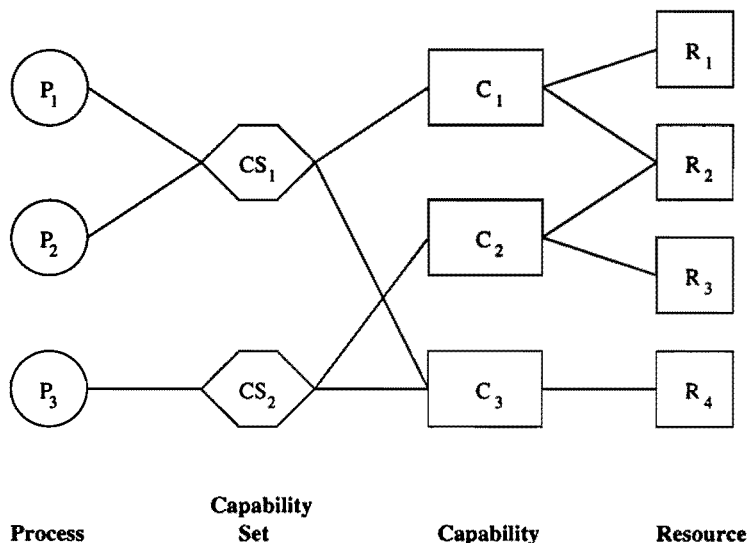 P1
C1
R1
CS1
R2
P2
C2
R3
P3
CS2
C3
R4
Capability
Process Set Capability Resource